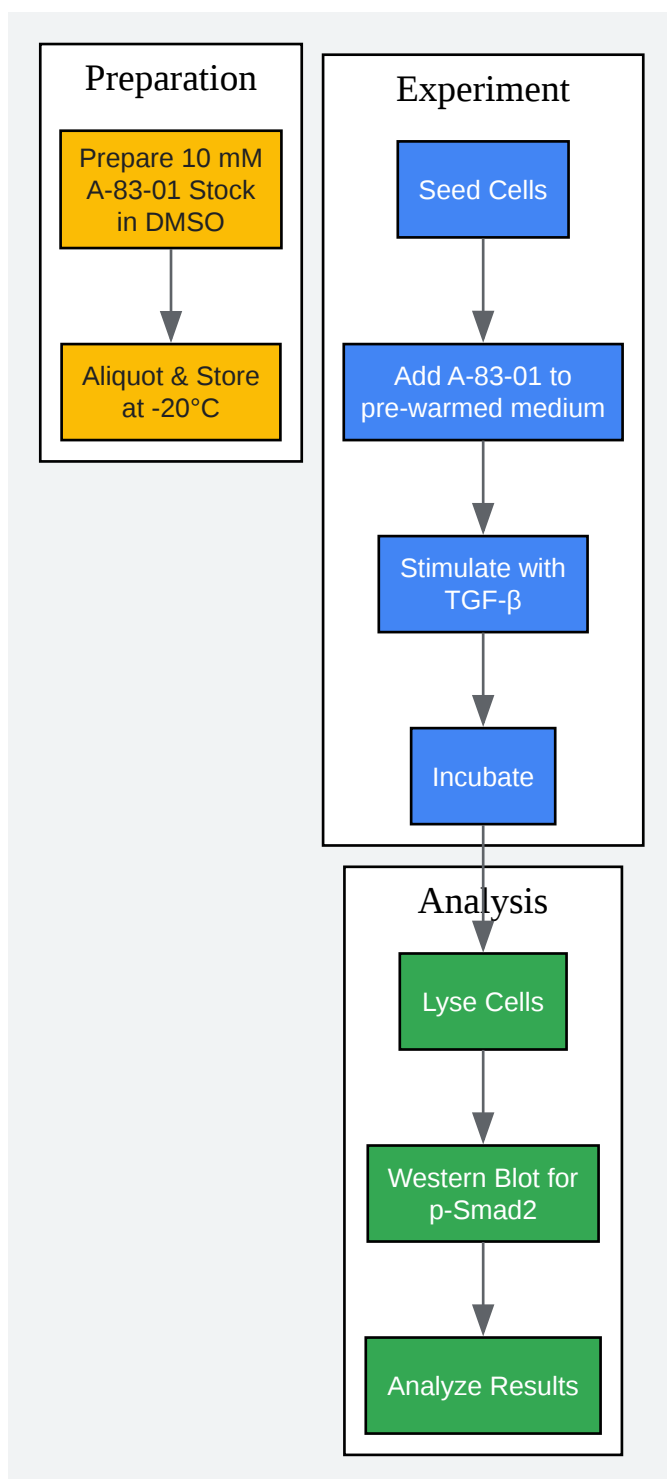 Preparation
Prepare 10 mM
A-83-01 Stock
in DMSO
Aliquot & Store
at -20°C
Experiment
Seed Cells
Add A-83-01 to
pre-warmed medium
Stimulate with
TGF-β
Incubate
Analysis
Lyse Cells
Western Blot for
p-Smad2
Analyze Results